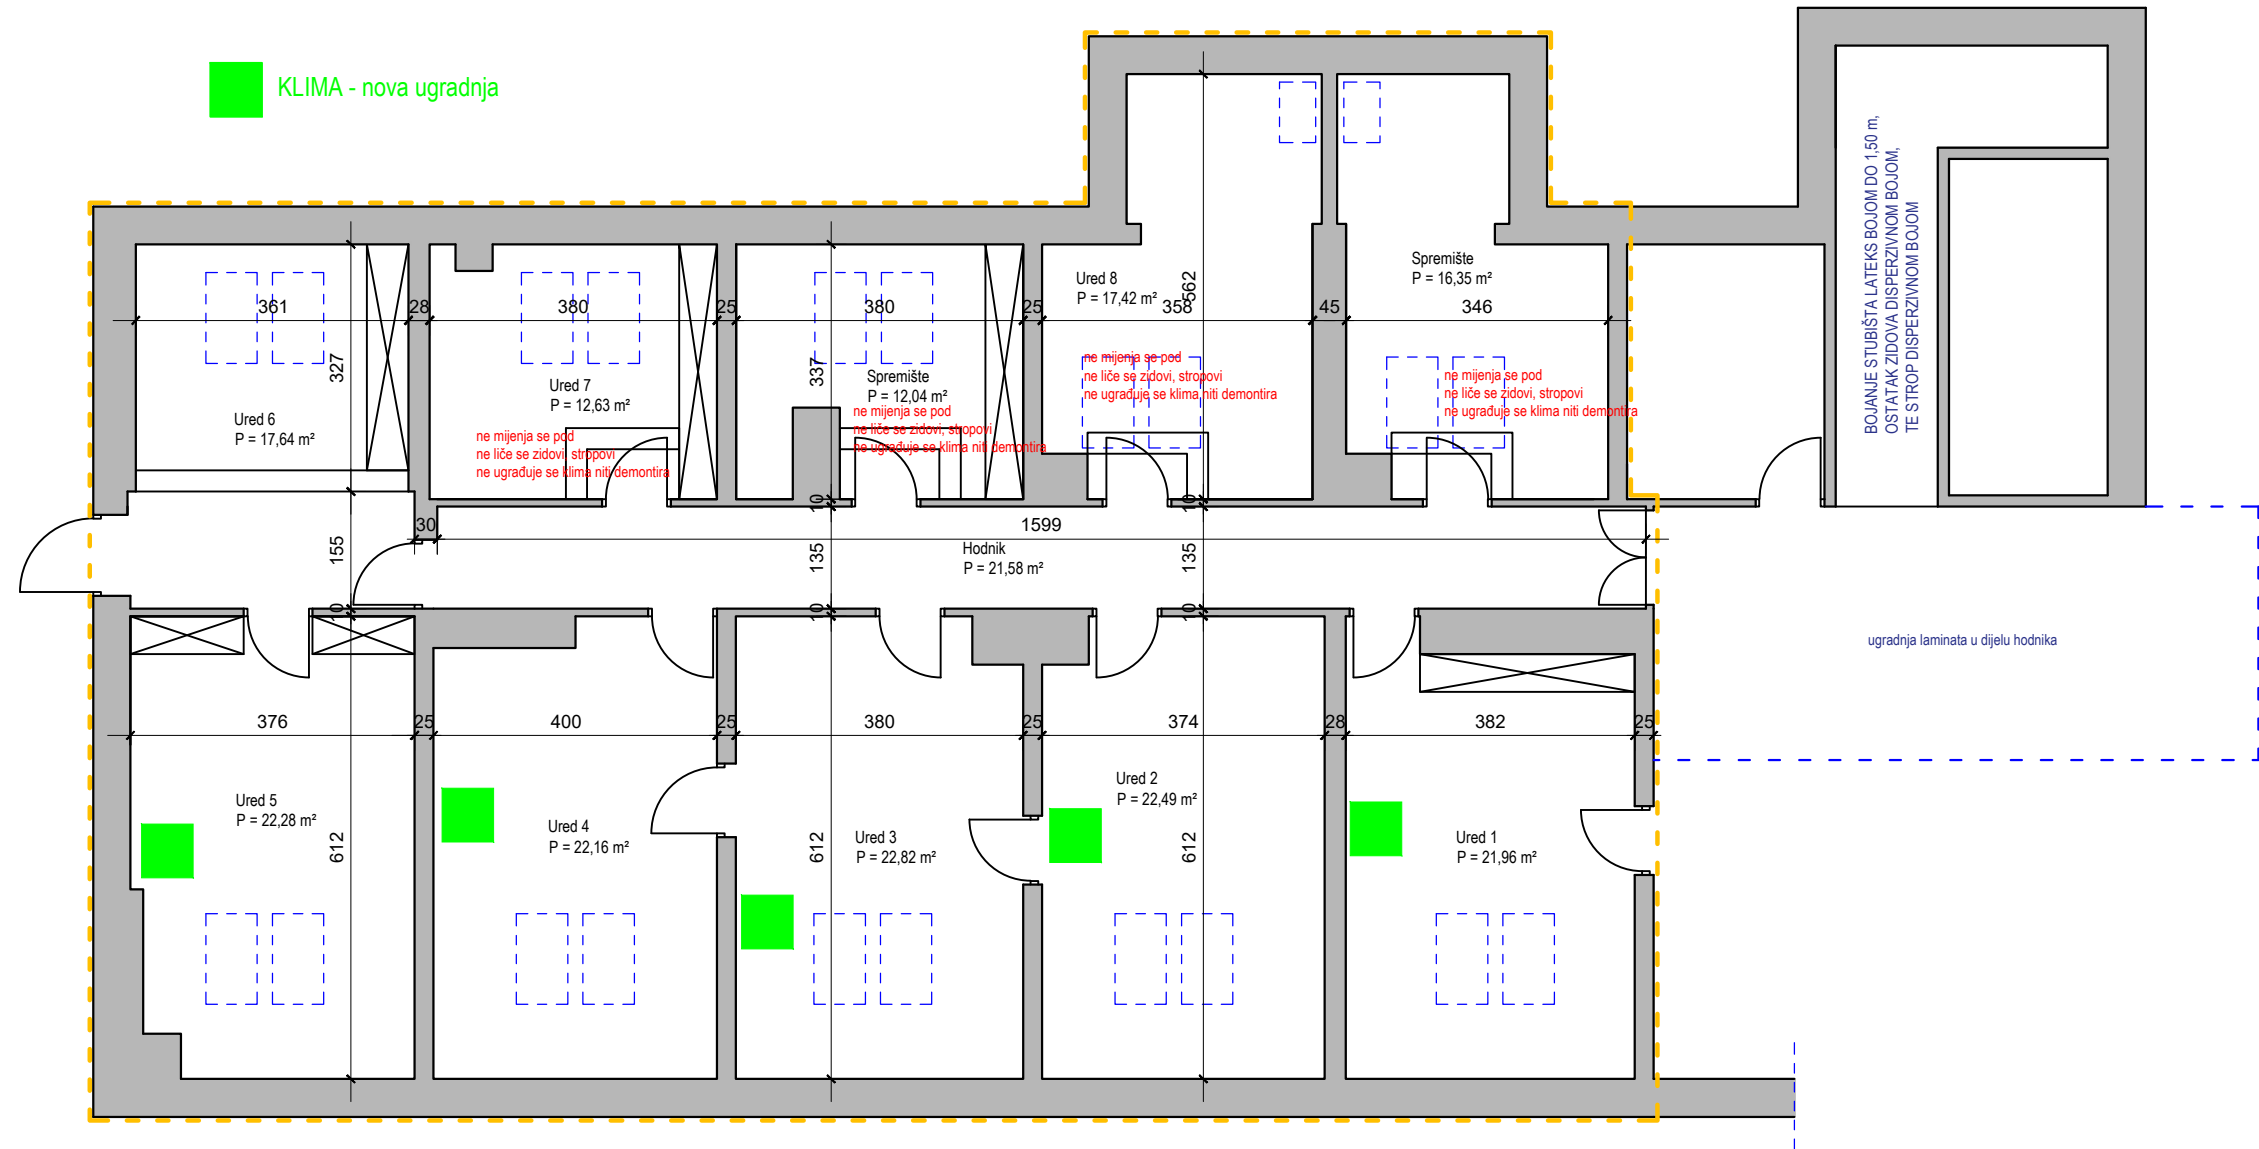 KLIMA - nova ugradnja
BOJANJE STUBIŠTA LATEKS BOJOM DO 1,50 m,
OSTATAK ZIDOVA DISPERZIVNOM BOJOM,
TE STROP DISPERZIVNOM BOJOM
Ured 6
P = 17,64 m²
Ured 7
P = 12,63 m²
ne mijenja se pod
ne liče se zidovi, stropovi
ne ugrađuje se klima niti demontira
Spremište
P = 12,04 m²
ne mijenja se pod
ne liče se zidovi, stropovi
ne ugrađuje se klima niti demontira
Ured 8
P = 17,42 m²
ne mijenja se pod
ne liče se zidovi, stropovi
ne ugrađuje se klima niti demontira
Spremište
P = 16,35 m²
ne mijenja se pod
ne liče se zidovi, stropovi
ne ugrađuje se klima niti demontira
361
28
380
25
380
25
358
45
346
327
337
562
10
10
30
1599
155
135
135
Hodnik
P = 21,58 m²
10
10
10
ugradnja laminata u dijelu hodnika
376
25
400
25
380
25
374
28
382
25
Ured 5
P = 22,28 m²
612
Ured 4
P = 22,16 m²
612
Ured 3
P = 22,82 m²
Ured 2
P = 22,49 m²
612
Ured 1
P = 21,96 m²